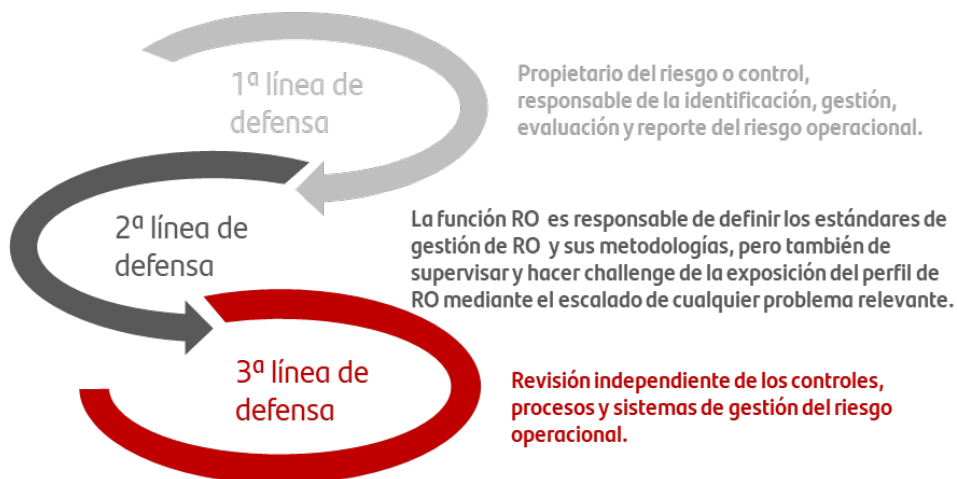 1ª línea de
defensa
Propietario del riesgo o control,
responsable de la identificación, gestión,
evaluación y reporte del riesgo operacional.
2ª línea de
defensa
La función RO es responsable de definir los estándares de
gestión de RO y sus metodologías, pero también de
supervisar y hacer challenge de la exposición del perfil de
RO mediante el escalado de cualquier problema relevante.
3ª línea de
defensa
Revisión independiente de los controles,
procesos y sistemas de gestión del riesgo
operacional.